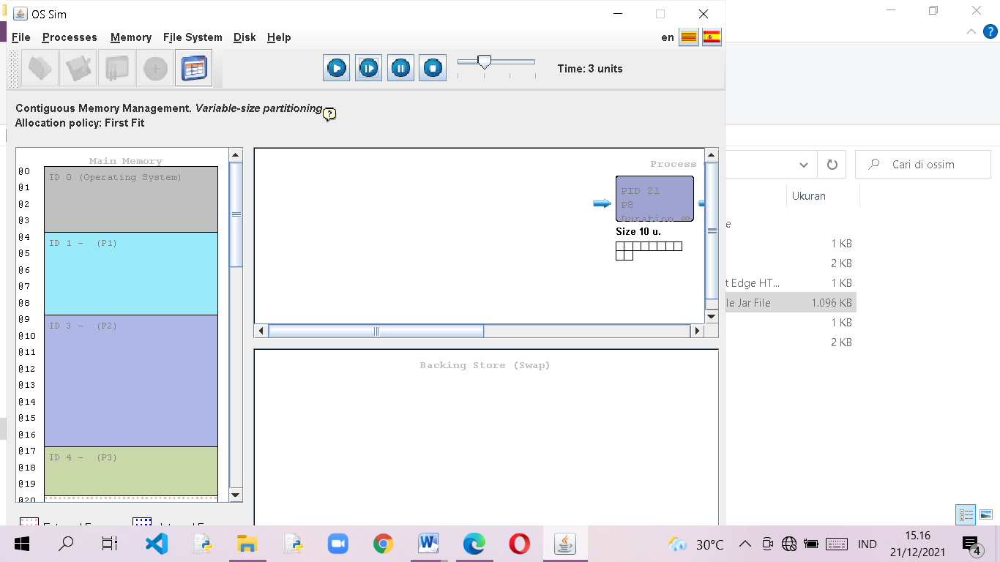 OS Sim
File Processes Memory File System Disk Help en
Time: 3 units
Contiguous Memory Management. Variable-size partitioning
?
Allocation policy: First Fit
Main Memory
@0
@1
@2
@3
@4
@5
@6
@7
@8
@9
@10
@11
@12
@13
@14
@15
@16
@17
@18
@19
@20
ID 0 (Operating System)
ID 1 - (P1)
ID 3 - (P2)
ID 4 - (P3)
Process
PID 21
P8
Duration ∞
Size 10 u.
Backing Store (Swap)
?
Cari di ossim
Ukuran
e
1 KB
2 KB
t Edge HT... 1 KB
le Jar File 1.096 KB
1 KB
2 KB
W
30°C
IND
15.16
21/12/2021
4